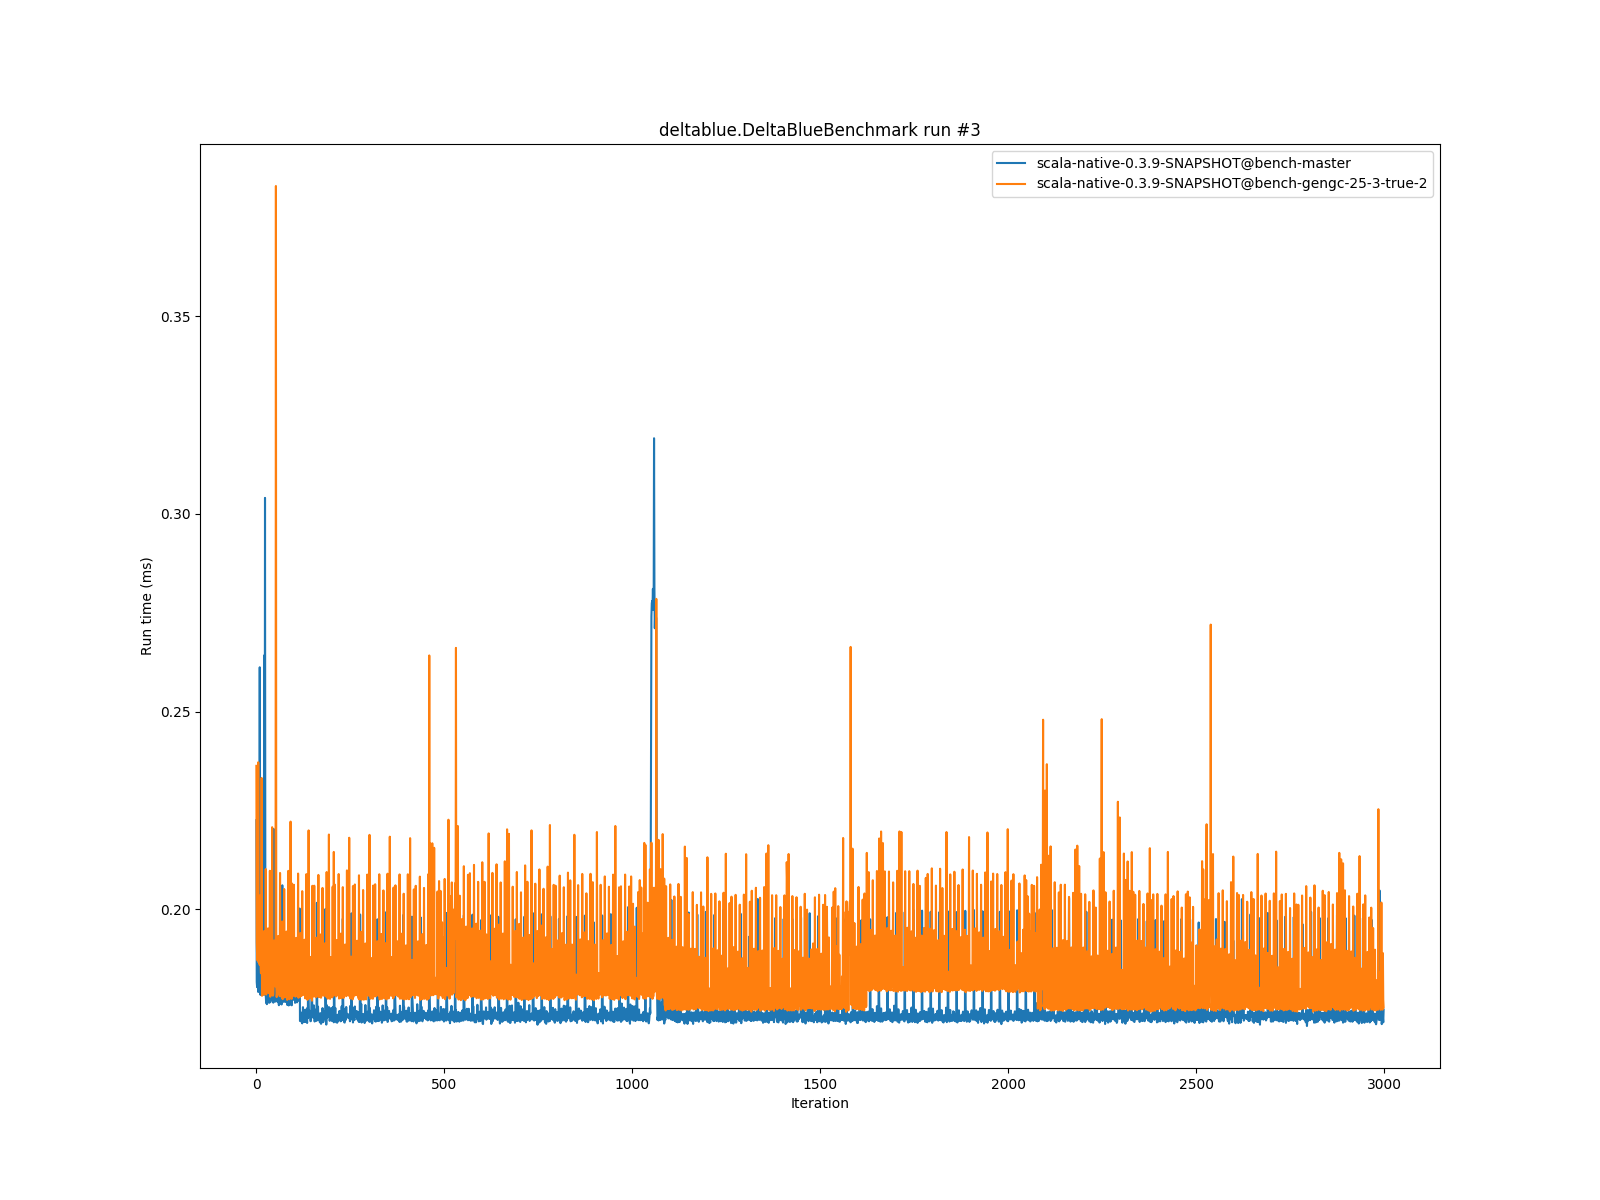 deltablue.DeltaBlueBenchmark run #3
scala-native-0.3.9-SNAPSHOT@bench-master
scala-native-0.3.9-SNAPSHOT@bench-gengc-25-3-true-2
0.35
0.30
0.25
0.20
Run time (ms)
0 500 1000 1500 2000 2500 3000
Iteration